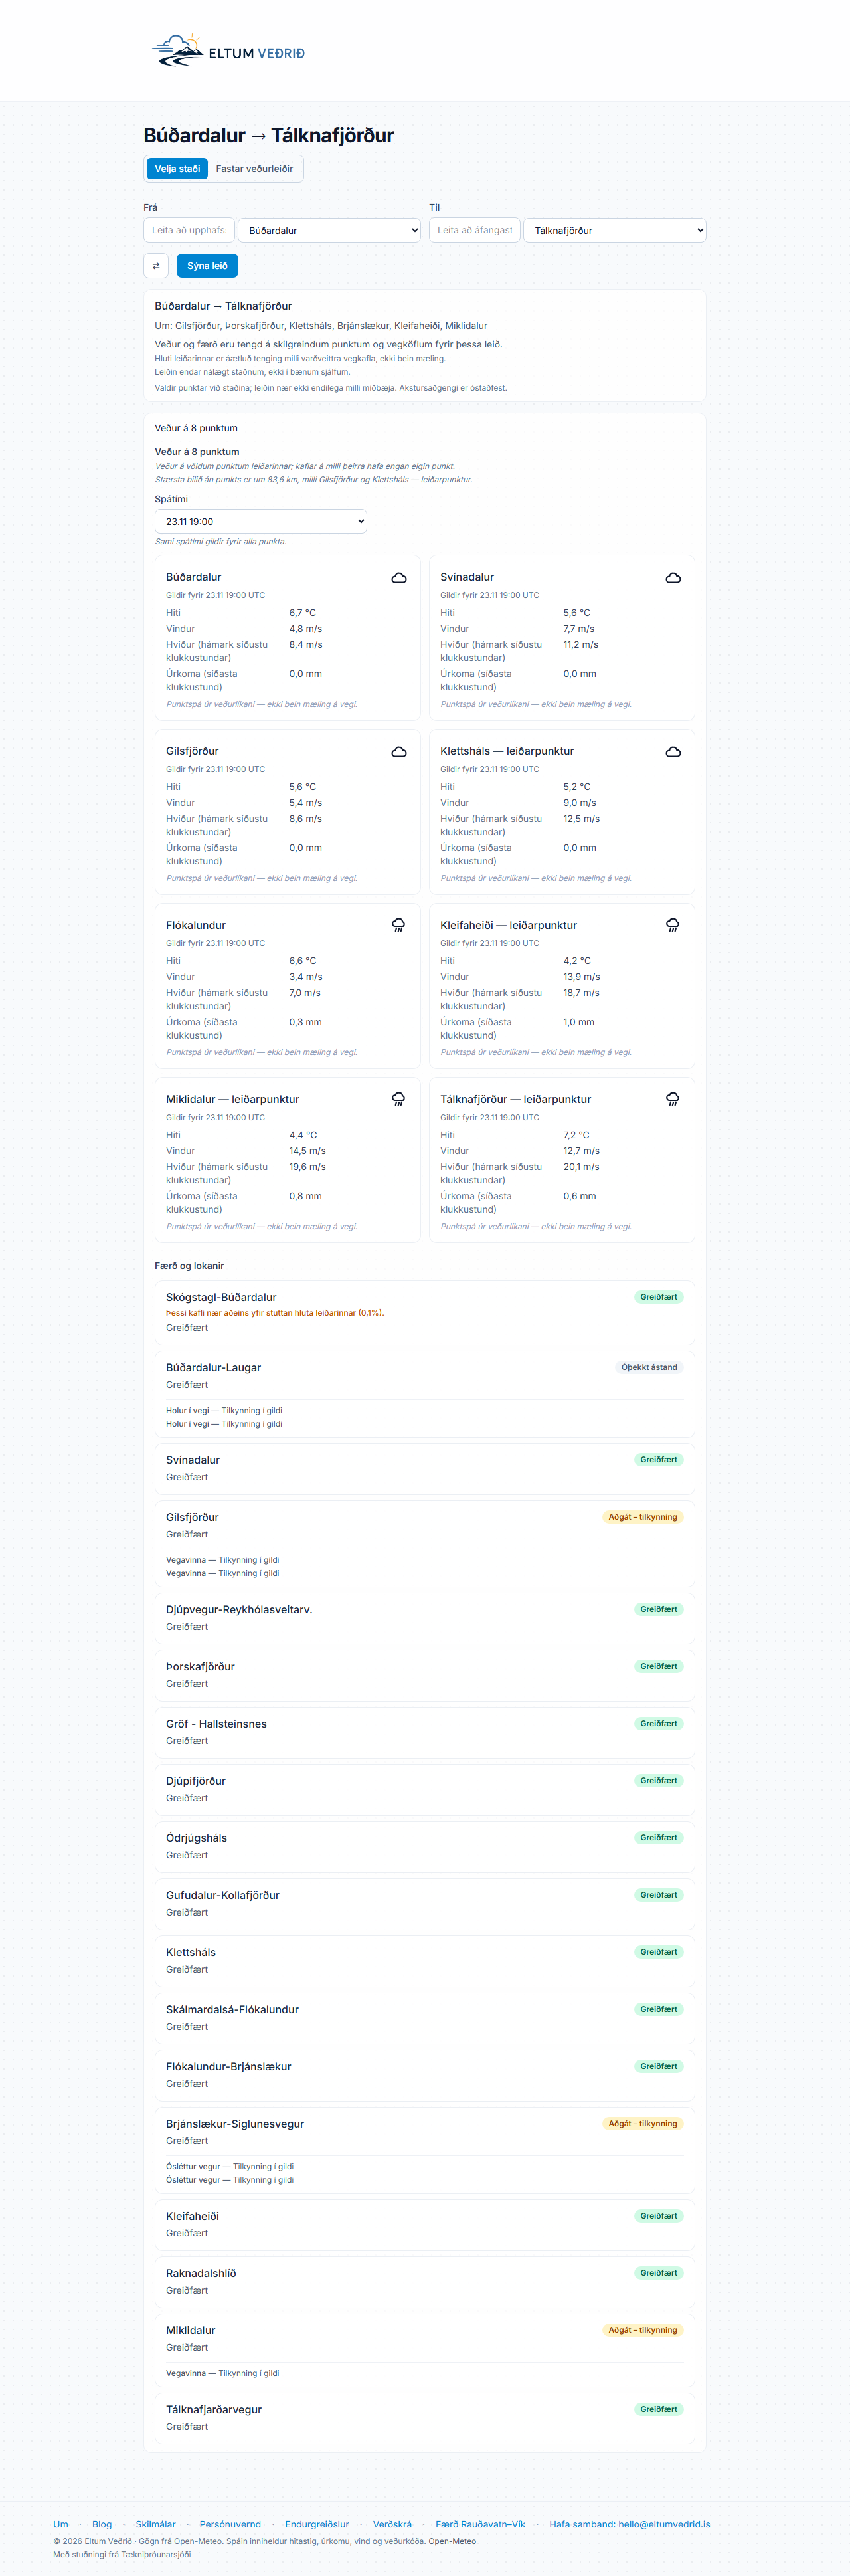 ELTUM VEÐRIÐ
Búðardalur → Tálknafjörður
Velja staði
Fastar veðurleiðir
Frá
Til
Leita að upphafs:
Búðardalur
Leita að áfangast
Tálknafjörður
⇄
Sýna leið
Búðardalur → Tálknafjörður
Um: Gilsfjörður, Þorskafjörður, Klettsháls, Brjánslækur, Kleifaheiði, Miklidalur
Veður og færð eru tengd á skilgreindum punktum og vegköflum fyrir þessa leið.
Hluti leiðarinnar er áætluð tenging milli varðveittra vegkafla, ekki bein mæling.
Leiðin endar nálægt staðnum, ekki í bænum sjálfum.
Valdir punktar við staðina; leiðin nær ekki endilega milli miðbæja. Akstursaðgengi er óstaðfest.
Veður á 8 punktum
Veður á 8 punktum
Veður á völdum punktum leiðarinnar; kaflar á milli þeirra hafa engan eigin punkt.
Stærsta bilið án punkts er um 83,6 km, milli Gilsfjörður og Klettsháls — leiðarpunktur.
Spátími
23.11 19:00
Sami spátími gildir fyrir alla punkta.
Búðardalur
Gildir fyrir 23.11 19:00 UTC
Hiti 6,7 °C
Vindur 4,8 m/s
Hviður (hámark síðustu 8,4 m/s
klukkustundar)
Úrkoma (síðasta 0,0 mm
klukkustund)
Punktspá úr veðurlíkani — ekki bein mæling á vegi.
Svínadalur
Gildir fyrir 23.11 19:00 UTC
Hiti 5,6 °C
Vindur 7,7 m/s
Hviður (hámark síðustu 11,2 m/s
klukkustundar)
Úrkoma (síðasta 0,0 mm
klukkustund)
Punktspá úr veðurlíkani — ekki bein mæling á vegi.
Gilsfjörður
Gildir fyrir 23.11 19:00 UTC
Hiti 5,6 °C
Vindur 5,4 m/s
Hviður (hámark síðustu 8,6 m/s
klukkustundar)
Úrkoma (síðasta 0,0 mm
klukkustund)
Punktspá úr veðurlíkani — ekki bein mæling á vegi.
Klettsháls — leiðarpunktur
Gildir fyrir 23.11 19:00 UTC
Hiti 5,2 °C
Vindur 9,0 m/s
Hviður (hámark síðustu 12,5 m/s
klukkustundar)
Úrkoma (síðasta 0,0 mm
klukkustund)
Punktspá úr veðurlíkani — ekki bein mæling á vegi.
Flókalundur
Gildir fyrir 23.11 19:00 UTC
Hiti 6,6 °C
Vindur 3,4 m/s
Hviður (hámark síðustu 7,0 m/s
klukkustundar)
Úrkoma (síðasta 0,3 mm
klukkustund)
Punktspá úr veðurlíkani — ekki bein mæling á vegi.
Kleifaheiði — leiðarpunktur
Gildir fyrir 23.11 19:00 UTC
Hiti 4,2 °C
Vindur 13,9 m/s
Hviður (hámark síðustu 18,7 m/s
klukkustundar)
Úrkoma (síðasta 1,0 mm
klukkustund)
Punktspá úr veðurlíkani — ekki bein mæling á vegi.
Miklidalur — leiðarpunktur
Gildir fyrir 23.11 19:00 UTC
Hiti 4,4 °C
Vindur 14,5 m/s
Hviður (hámark síðustu 19,6 m/s
klukkustundar)
Úrkoma (síðasta 0,8 mm
klukkustund)
Punktspá úr veðurlíkani — ekki bein mæling á vegi.
Tálknafjörður — leiðarpunktur
Gildir fyrir 23.11 19:00 UTC
Hiti 7,2 °C
Vindur 12,7 m/s
Hviður (hámark síðustu 20,1 m/s
klukkustundar)
Úrkoma (síðasta 0,6 mm
klukkustund)
Punktspá úr veðurlíkani — ekki bein mæling á vegi.
Færð og lokanir
Skógstagl-Búðardalur Greiðfært
Þessi kafli nær aðeins yfir stuttan hluta leiðarinnar (0,1%).
Greiðfært
Búðardalur-Laugar Óþekkt ástand
Greiðfært
Holur í vegi — Tilkynning í gildi
Holur í vegi — Tilkynning í gildi
Svínadalur Greiðfært
Greiðfært
Gilsfjörður Aðgát – tilkynning
Greiðfært
Vegavinna — Tilkynning í gildi
Vegavinna — Tilkynning í gildi
Djúpvegur-Reykhólasveitarv. Greiðfært
Greiðfært
Þorskafjörður Greiðfært
Greiðfært
Gröf - Hallsteinsnes Greiðfært
Greiðfært
Djúpifjörður Greiðfært
Greiðfært
Ódrjúgsháls Greiðfært
Greiðfært
Gufudalur-Kollafjörður Greiðfært
Greiðfært
Klettsháls Greiðfært
Greiðfært
Skálmardalsá-Flókalundur Greiðfært
Greiðfært
Flókalundur-Brjánslækur Greiðfært
Greiðfært
Brjánslækur-Siglunesvegur Aðgát – tilkynning
Greiðfært
Ósléttur vegur — Tilkynning í gildi
Ósléttur vegur — Tilkynning í gildi
Kleifaheiði Greiðfært
Greiðfært
Raknadalshlíð Greiðfært
Greiðfært
Miklidalur Aðgát – tilkynning
Greiðfært
Vegavinna — Tilkynning í gildi
Tálknafjarðarvegur Greiðfært
Greiðfært
Um · Blog · Skilmálar · Persónuvernd · Endurgreiðslur · Verðskrá · Færð Rauðavatn–Vík · Hafa samband: hello@eltumvedrid.is
© 2026 Eltum Veðrið · Gögn frá Open-Meteo. Spáin inniheldur hitastig, úrkomu, vind og veðurkóða. Open-Meteo
Með stuðningi frá Tækniþróunarsjóði